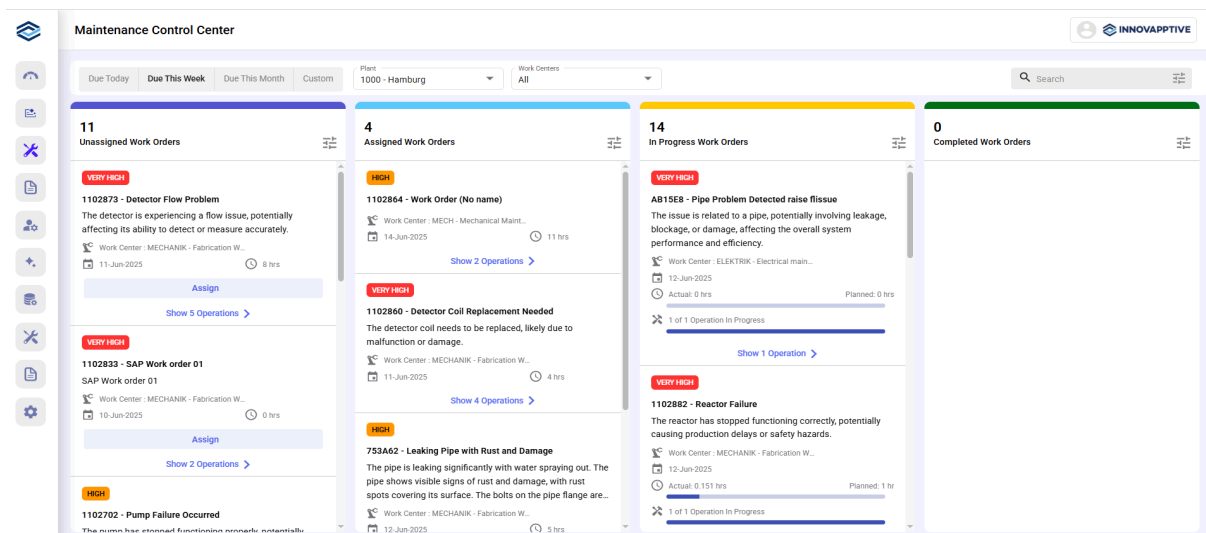 Maintenance Control Center
INNOVAPPTIVE
Due Today Due This Week Due This Month Custom
Plant
1000 - Hamburg
Work Centers
All
Search
11
Unassigned Work Orders
VERY HIGH
1102873 - Detector Flow Problem
The detector is experiencing a flow issue, potentially
affecting its ability to detect or measure accurately.
Work Center : MECHANIK - Fabrication W...
11-Jun-2025 8 hrs
Assign
Show 5 Operations
VERY HIGH
1102833 - SAP Work order 01
SAP Work order 01
Work Center : MECHANIK - Fabrication W...
10-Jun-2025 0 hrs
Assign
Show 2 Operations
HIGH
1102702 - Pump Failure Occurred
The pump has stopped functioning properly, potentially
4
Assigned Work Orders
HIGH
1102864 - Work Order (No name)
Work Center : MECH - Mechanical Maint...
14-Jun-2025 11 hrs
Show 2 Operations
VERY HIGH
1102860 - Detector Coil Replacement Needed
The detector coil needs to be replaced, likely due to
malfunction or damage.
Work Center : MECHANIK - Fabrication W...
11-Jun-2025 4 hrs
Show 4 Operations
HIGH
753A62 - Leaking Pipe with Rust and Damage
The pipe is leaking significantly with water spraying out. The
pipe shows visible signs of rust and damage, with rust
spots covering its surface. The bolts on the pipe flange are...
Work Center : MECHANIK - Fabrication W...
12-Jun-2025 5 hrs
14
In Progress Work Orders
VERY HIGH
AB15E8 - Pipe Problem Detected raise flissue
The issue is related to a pipe, potentially involving leakage,
blockage, or damage, affecting the overall system
performance and efficiency.
Work Center : ELEKTRIK - Electrical main...
12-Jun-2025
Actual: 0 hrs Planned: 0 hr
1 of 1 Operation In Progress
Show 1 Operation
VERY HIGH
1102882 - Reactor Failure
The reactor has stopped functioning correctly, potentially
causing production delays or safety hazards.
Work Center : MECHANIK - Fabrication W...
12-Jun-2025
Actual: 0.151 hrs Planned: 1 hr
1 of 1 Operation In Progress
0
Completed Work Orders